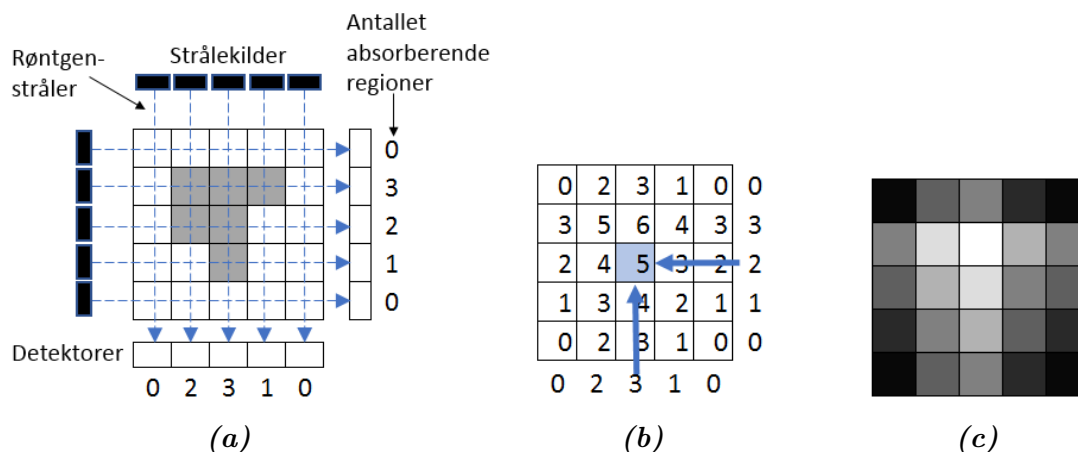 Røntgen-
stråler
Strålekilder
Antallet
absorberende
regioner
0
3
2
1
0
Detektorer
0 2 3 1 0
(a)
0 2 3 1 0 0
3 5 6 4 3 3
2 4 5 3 2 2
1 3 4 2 1 1
0 2 3 1 0 0
0 2 3 1 0
(b)
(c)